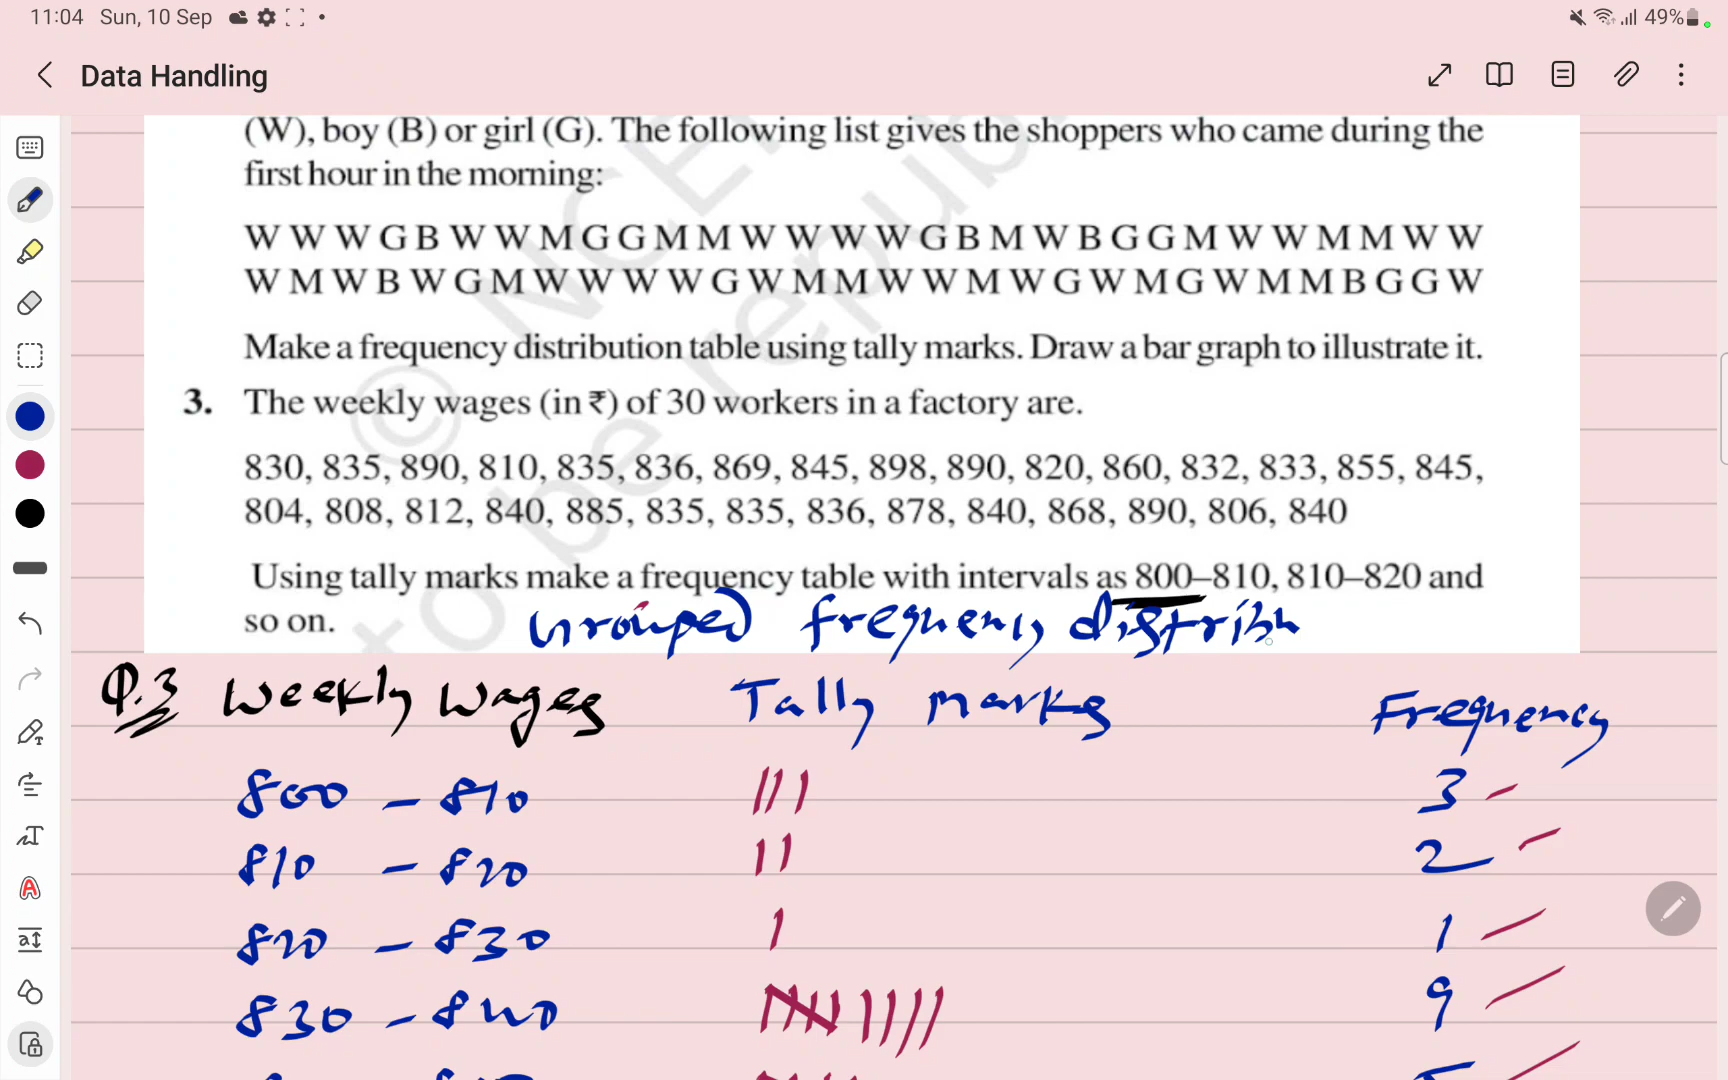 11:04 Sun, 10 Sep
49%
Data Handling
(W), boy (B) or girl (G). The following list gives the shoppers who came during the
first hour in the morning:
W W W G B W W M G G M M W W W W G B M W B G G M W W M M W W
W M W B W G M W W W W G W M M W W M W G W M G W M M B G G W
Make a frequency distribution table using tally marks. Draw a bar graph to illustrate it.
3. The weekly wages (in ₹) of 30 workers in a factory are.
830, 835, 890, 810, 835, 836, 869, 845, 898, 890, 820, 860, 832, 833, 855, 845,
804, 808, 812, 840, 885, 835, 835, 836, 878, 840, 868, 890, 806, 840
Using tally marks make a frequency table with intervals as 800–810, 810–820 and
so on.
Grouped frequency distribu
Q.3 Weekly Wages Tally marks Frequency
800 - 810 ||| 3
810 - 820 || 2
820 - 830 | 1
830 - 840 9